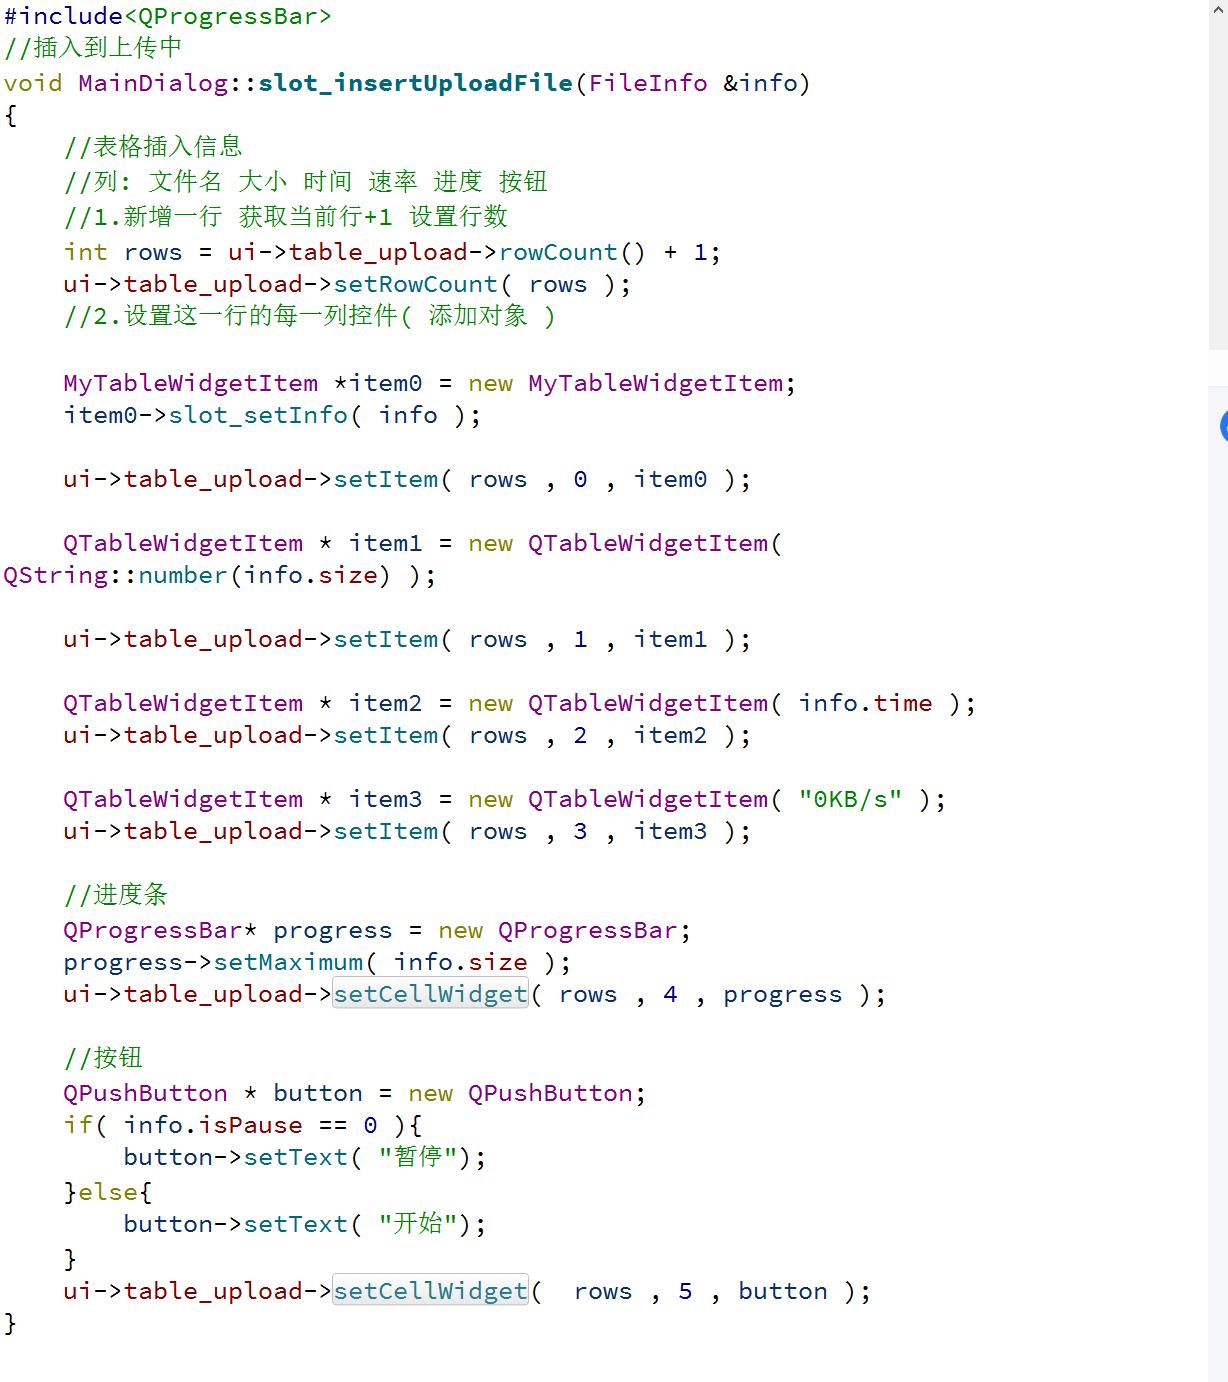 #include<QProgressBar>
//插入到上传中
void MainDialog::slot_insertUploadFile(FileInfo &info)
{
    //表格插入信息
    //列: 文件名 大小 时间 速率 进度 按钮
    //1.新增一行 获取当前行+1 设置行数
    int rows = ui->table_upload->rowCount() + 1;
    ui->table_upload->setRowCount( rows );
    //2.设置这一行的每一列控件( 添加对象 )
    MyTableWidgetItem *item0 = new MyTableWidgetItem;
    item0->slot_setInfo( info );
    ui->table_upload->setItem( rows , 0 , item0 );
    QTableWidgetItem * item1 = new QTableWidgetItem(
QString::number(info.size) );
    ui->table_upload->setItem( rows , 1 , item1 );
    QTableWidgetItem * item2 = new QTableWidgetItem( info.time );
    ui->table_upload->setItem( rows , 2 , item2 );
    QTableWidgetItem * item3 = new QTableWidgetItem( "0KB/s" );
    ui->table_upload->setItem( rows , 3 , item3 );
    //进度条
    QProgressBar* progress = new QProgressBar;
    progress->setMaximum( info.size );
    ui->table_upload->setCellWidget( rows , 4 , progress );
    //按钮
    QPushButton * button = new QPushButton;
    if( info.isPause == 0 ){
        button->setText( "暂停");
    }else{
        button->setText( "开始");
    }
    ui->table_upload->setCellWidget(  rows , 5 , button );
}